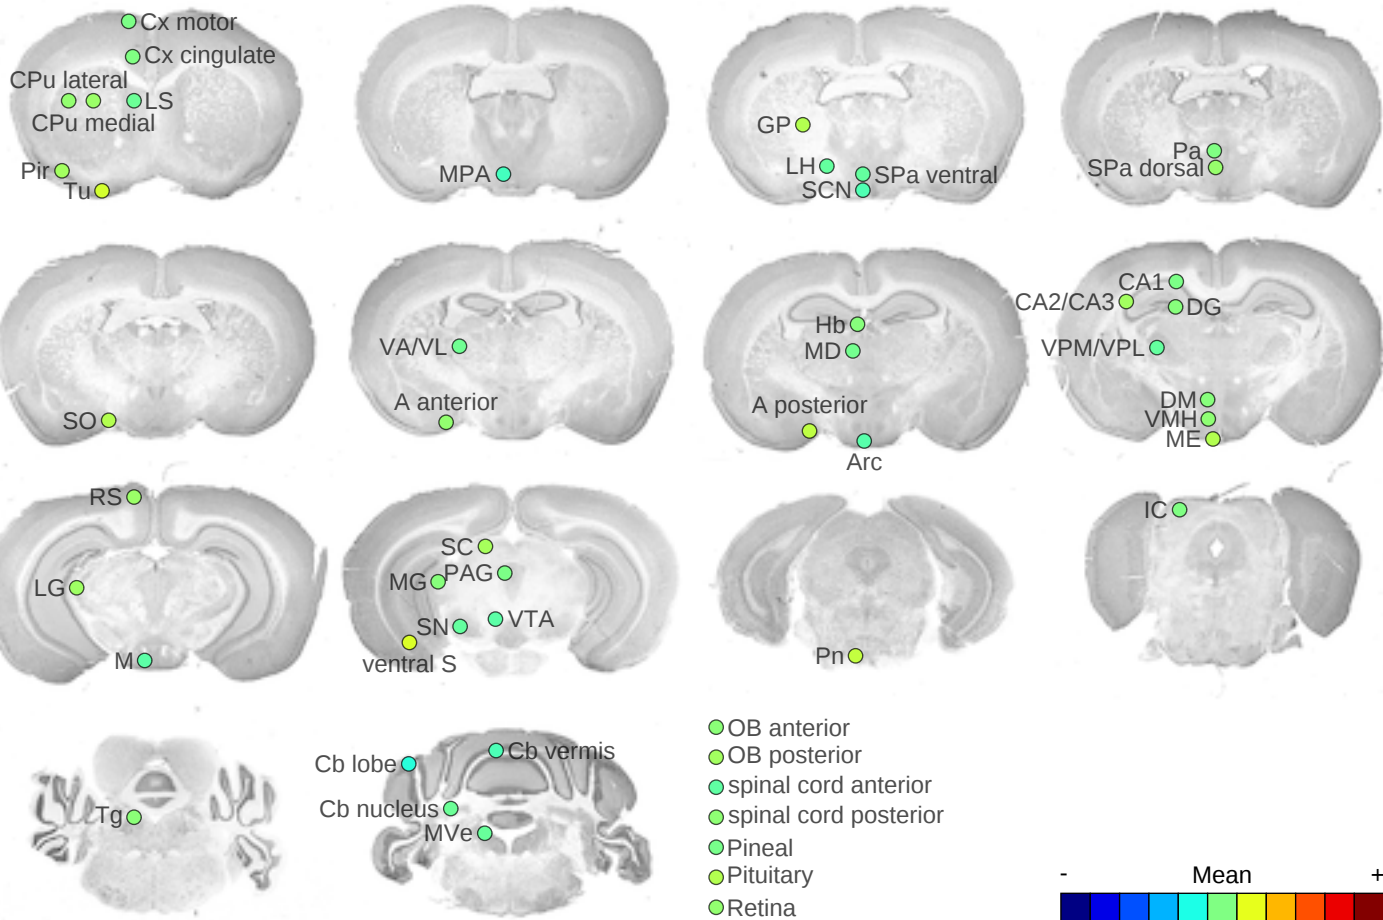 Cx motor
Cx cingulate
CPu lateral
LS
CPu medial
Pir
Tu
MPA
GP
LH
SPa ventral
SCN
Pa
SPa dorsal
SO
VA/VL
A anterior
Hb
MD
A posterior
Arc
CA1
CA2/CA3
DG
VPM/VPL
DM
VMH
ME
RS
LG
M
SC
MG
PAG
SN
VTA
ventral S
Pn
IC
Tg
Cb lobe
Cb vermis
Cb nucleus
MVe
OB anterior
OB posterior
spinal cord anterior
spinal cord posterior
Pineal
Pituitary
Retina
- Mean +